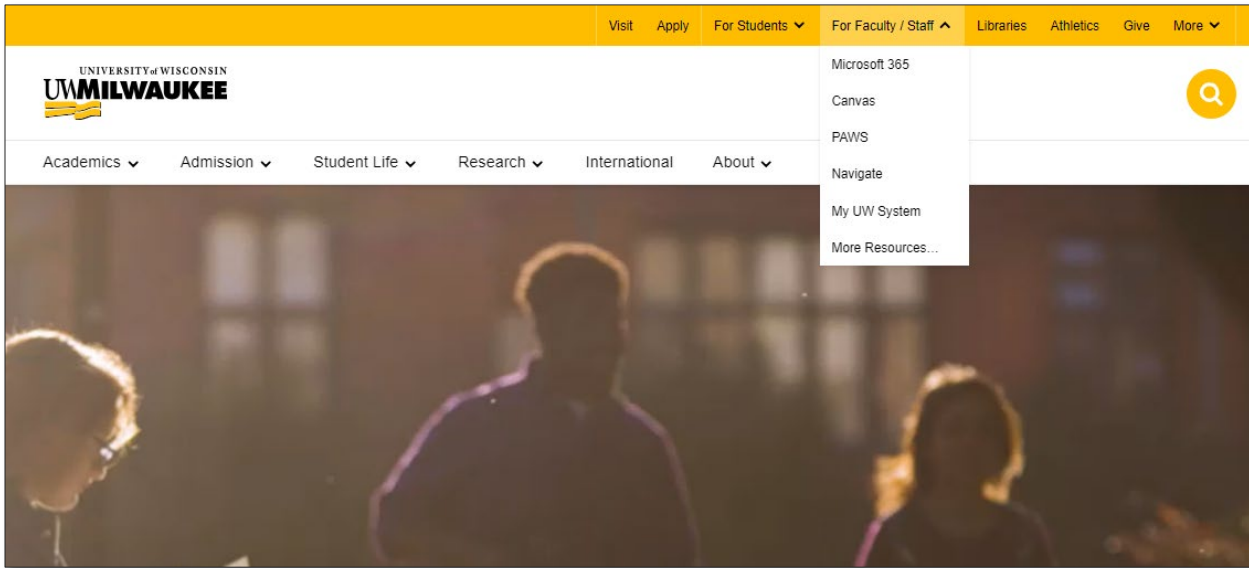 Visit Apply For Students For Faculty / Staff Libraries Athletics Give More
UNIVERSITY of WISCONSIN
UWMILWAUKEE
Microsoft 365
Canvas
PAWS
Navigate
My UW System
More Resources...
Academics Admission Student Life Research International About